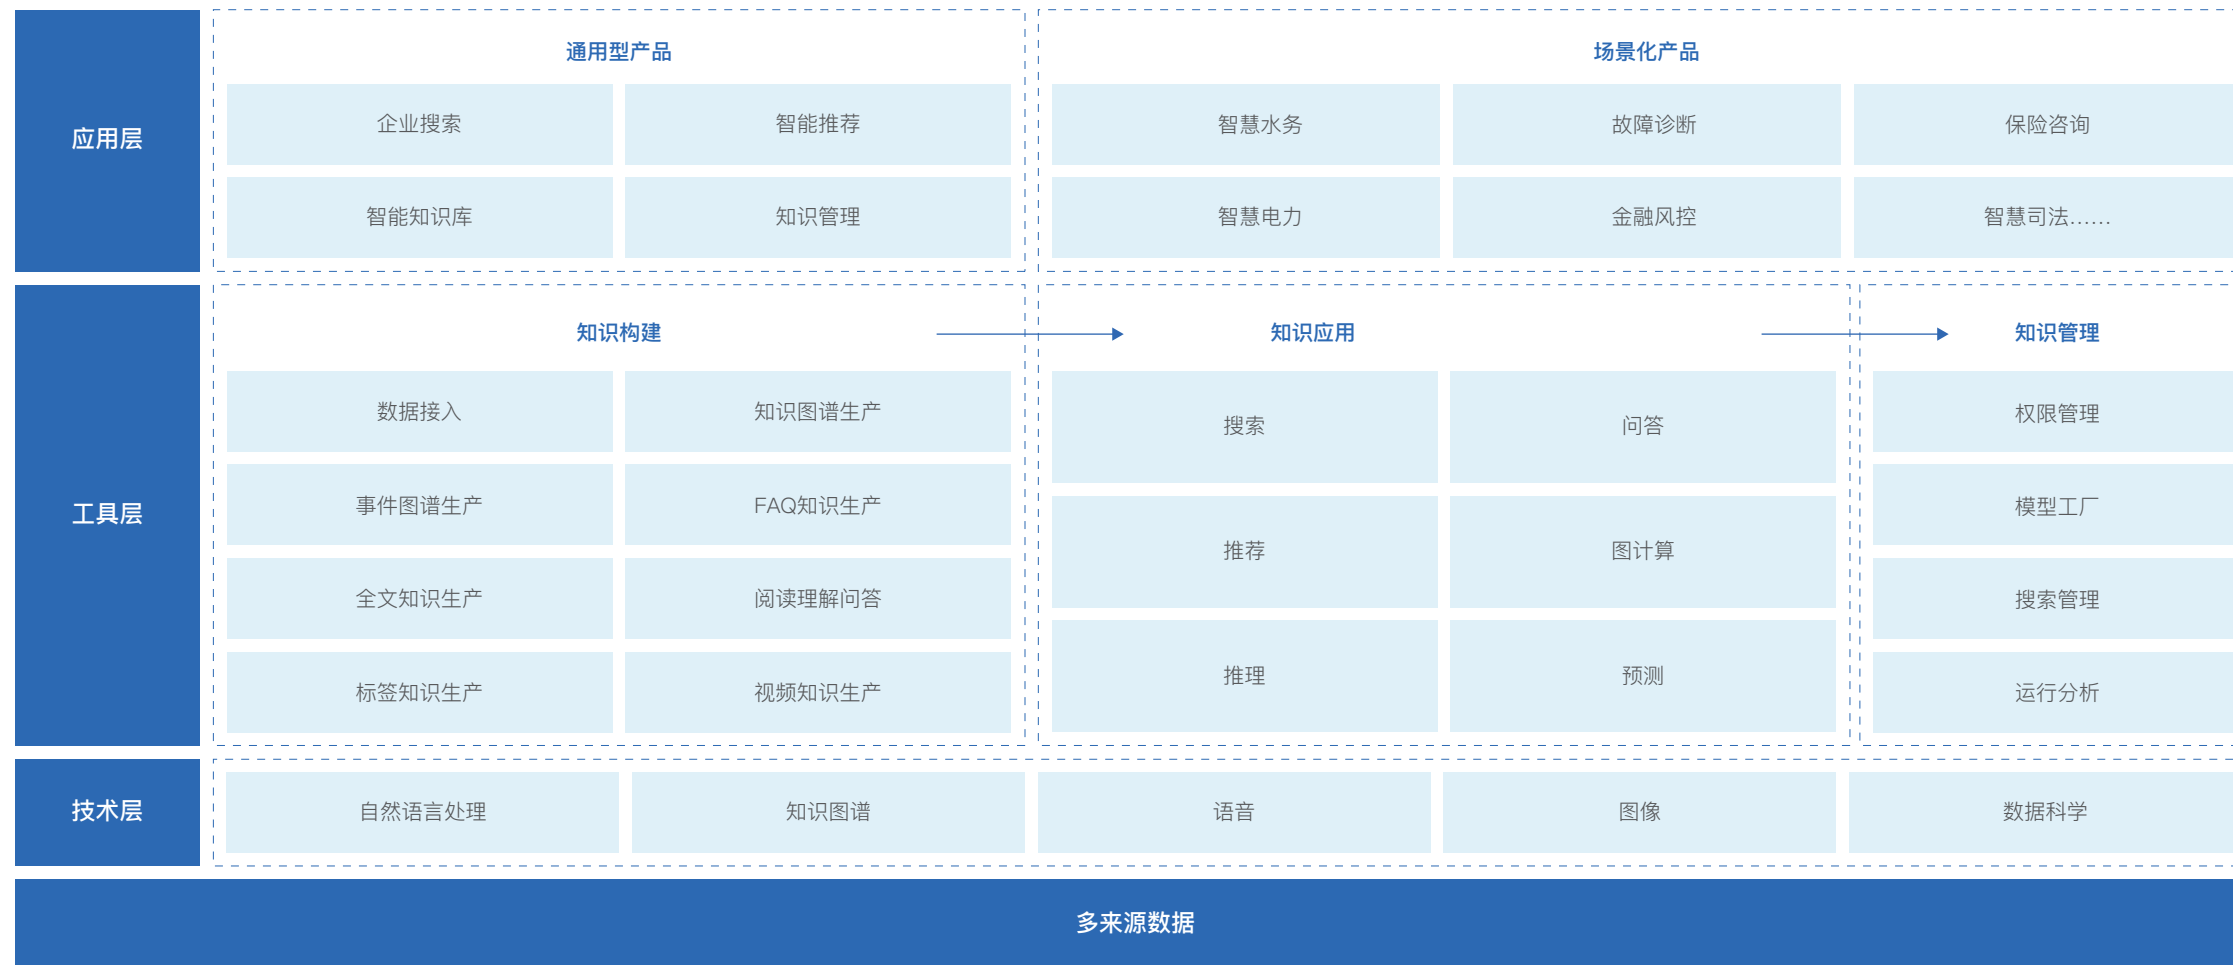 应用层
通用型产品
企业搜索
智能推荐
智能知识库
知识管理
场景化产品
智慧水务
故障诊断
保险咨询
智慧电力
金融风控
智慧司法......
工具层
知识构建
数据接入
知识图谱生产
事件图谱生产
FAQ知识生产
全文知识生产
阅读理解问答
标签知识生产
视频知识生产
知识应用
搜索
问答
推荐
图计算
推理
预测
知识管理
权限管理
模型工厂
搜索管理
运行分析
技术层
自然语言处理
知识图谱
语音
图像
数据科学
多来源数据